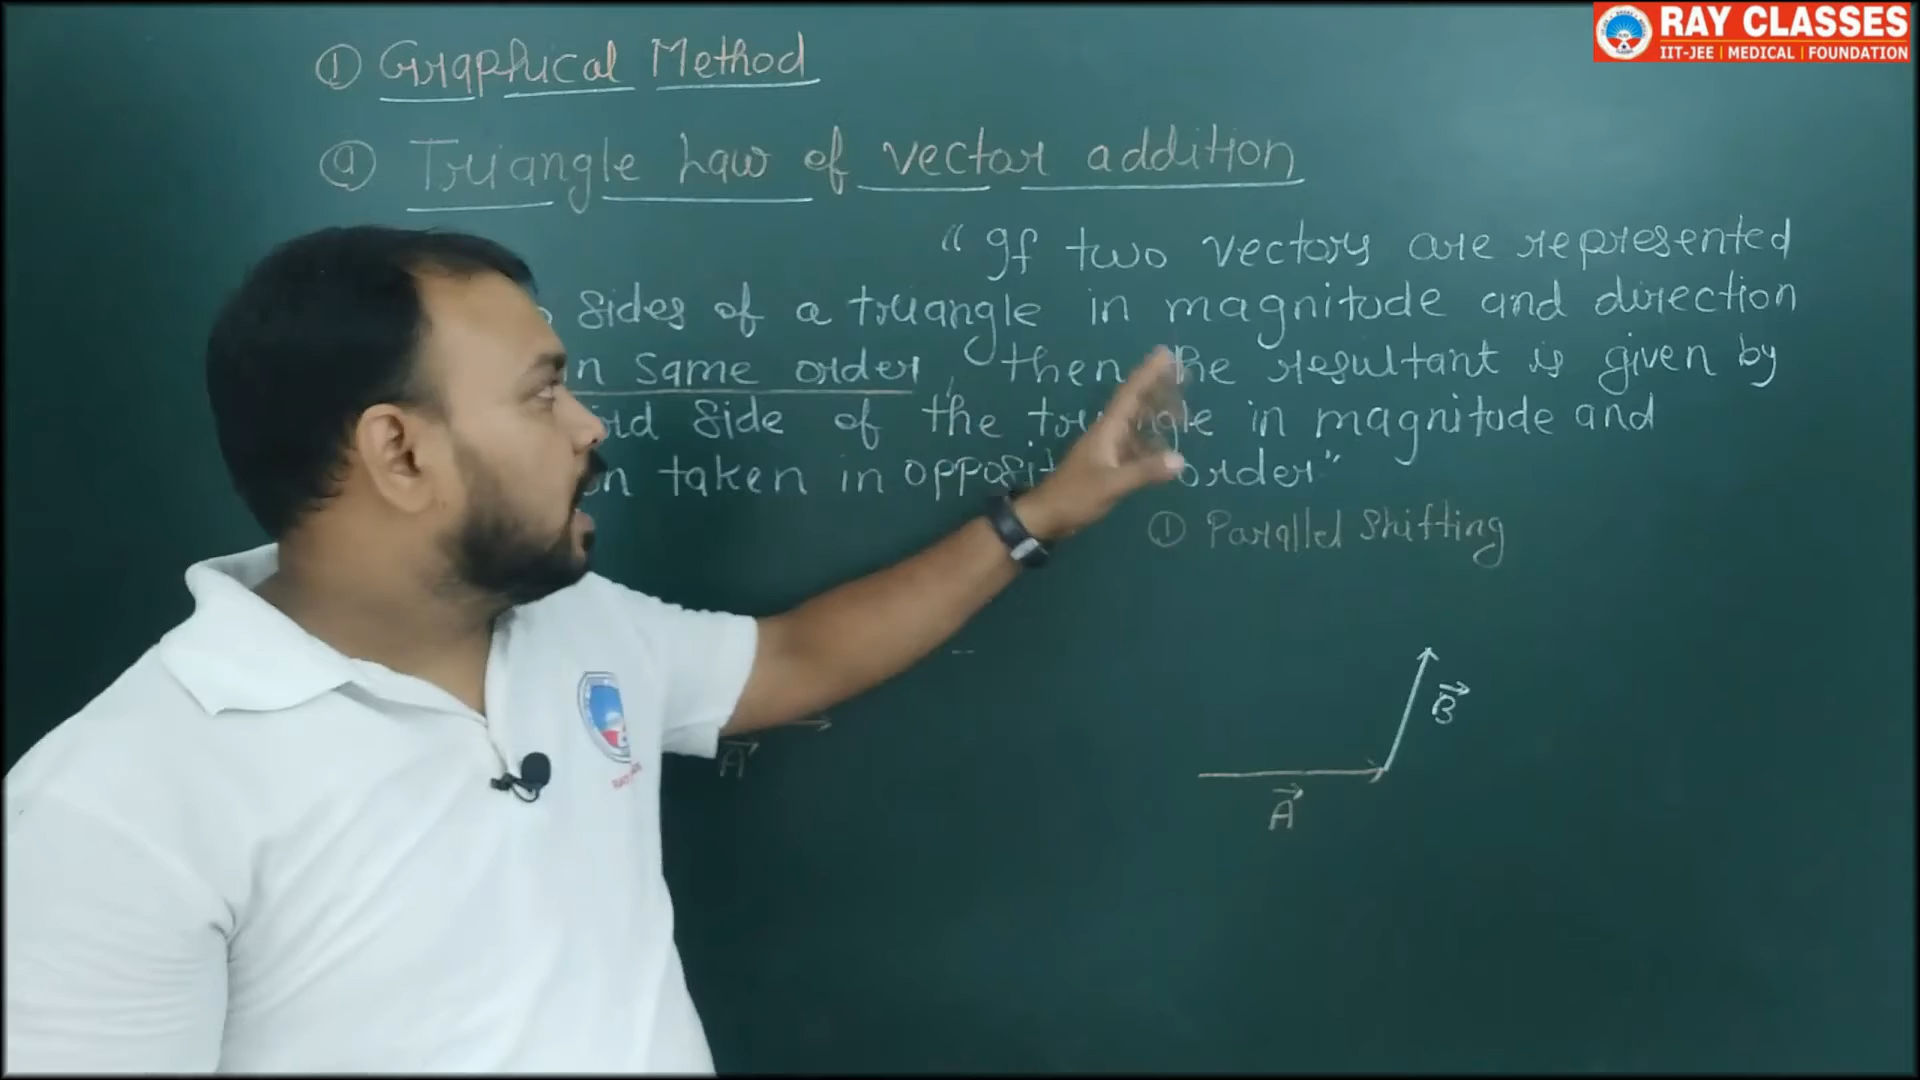 RAY CLASSES
IIT-JEE | MEDICAL | FOUNDATION
① Graphical Method
ⓐ Triangle Law of vector addition
"If two vectors are represented
sides of a triangle in magnitude and direction
in same order, then the resultant is given by
side of the triangle in magnitude and
taken in opposite order"
① Parallel Shifting
B
A
A